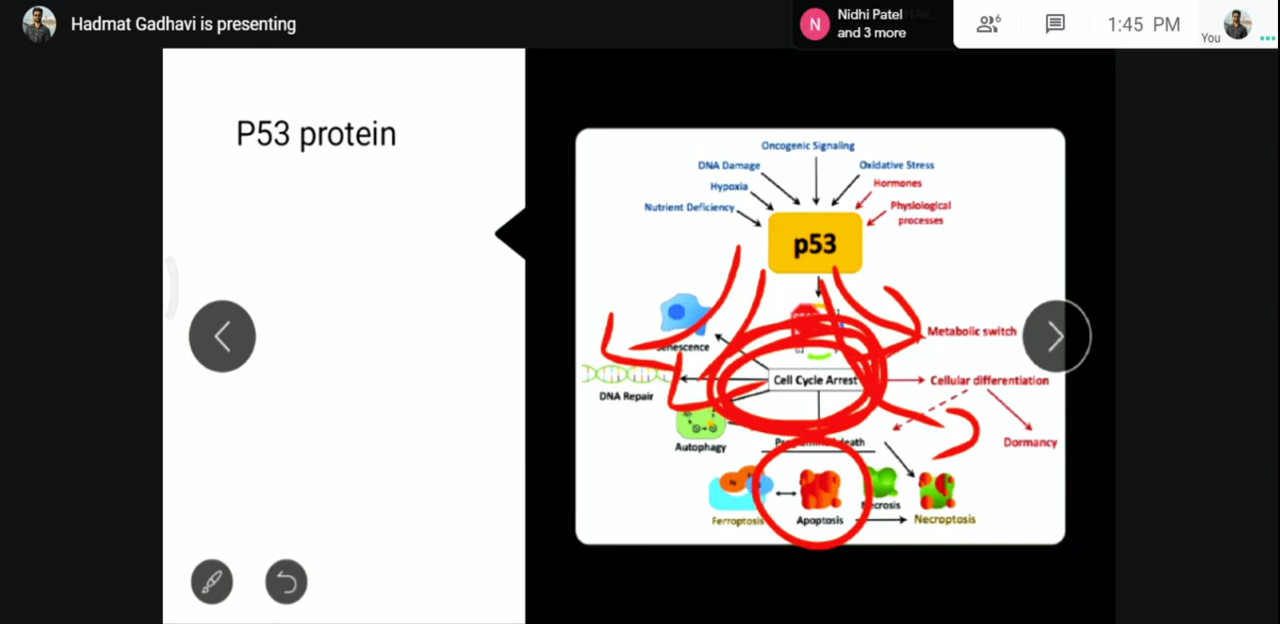 Hadmat Gadhavi is presenting
N
Nidhi Patel
and 3 more
6
1:45 PM
You
P53 protein
Oncogenic Signaling
DNA Damage
Oxidative Stress
Hypoxia
Hormones
Nutrient Deficiency
Physiological
processes
p53
Metabolic switch
Cell Cycle Arrest
Cellular differentiation
DNA Repair
Autophagy
Dormancy
Ferroptosis
Apoptosis
Necroptosis